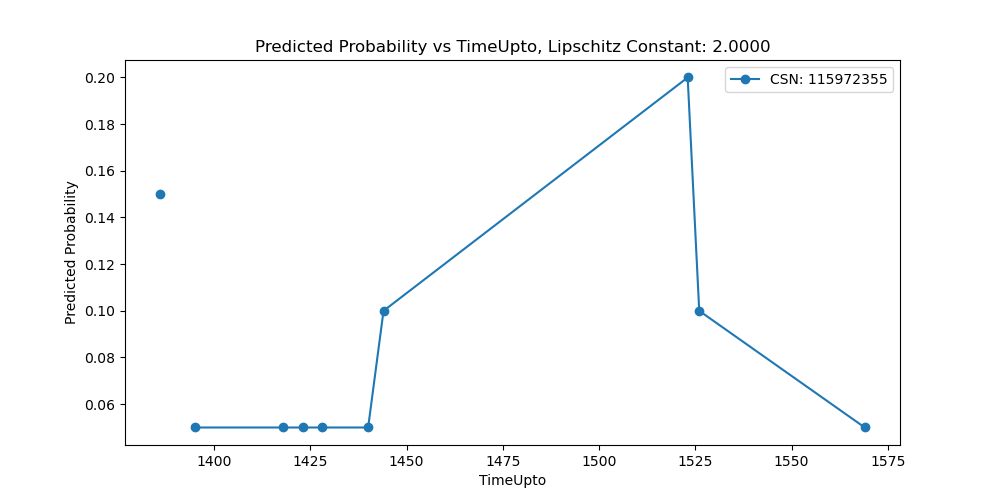 Predicted Probability vs TimeUpto, Lipschitz Constant: 2.0000
CSN: 115972355
Predicted Probability
0.20
0.18
0.16
0.14
0.12
0.10
0.08
0.06
1400 1425 1450 1475 1500 1525 1550 1575
TimeUpto